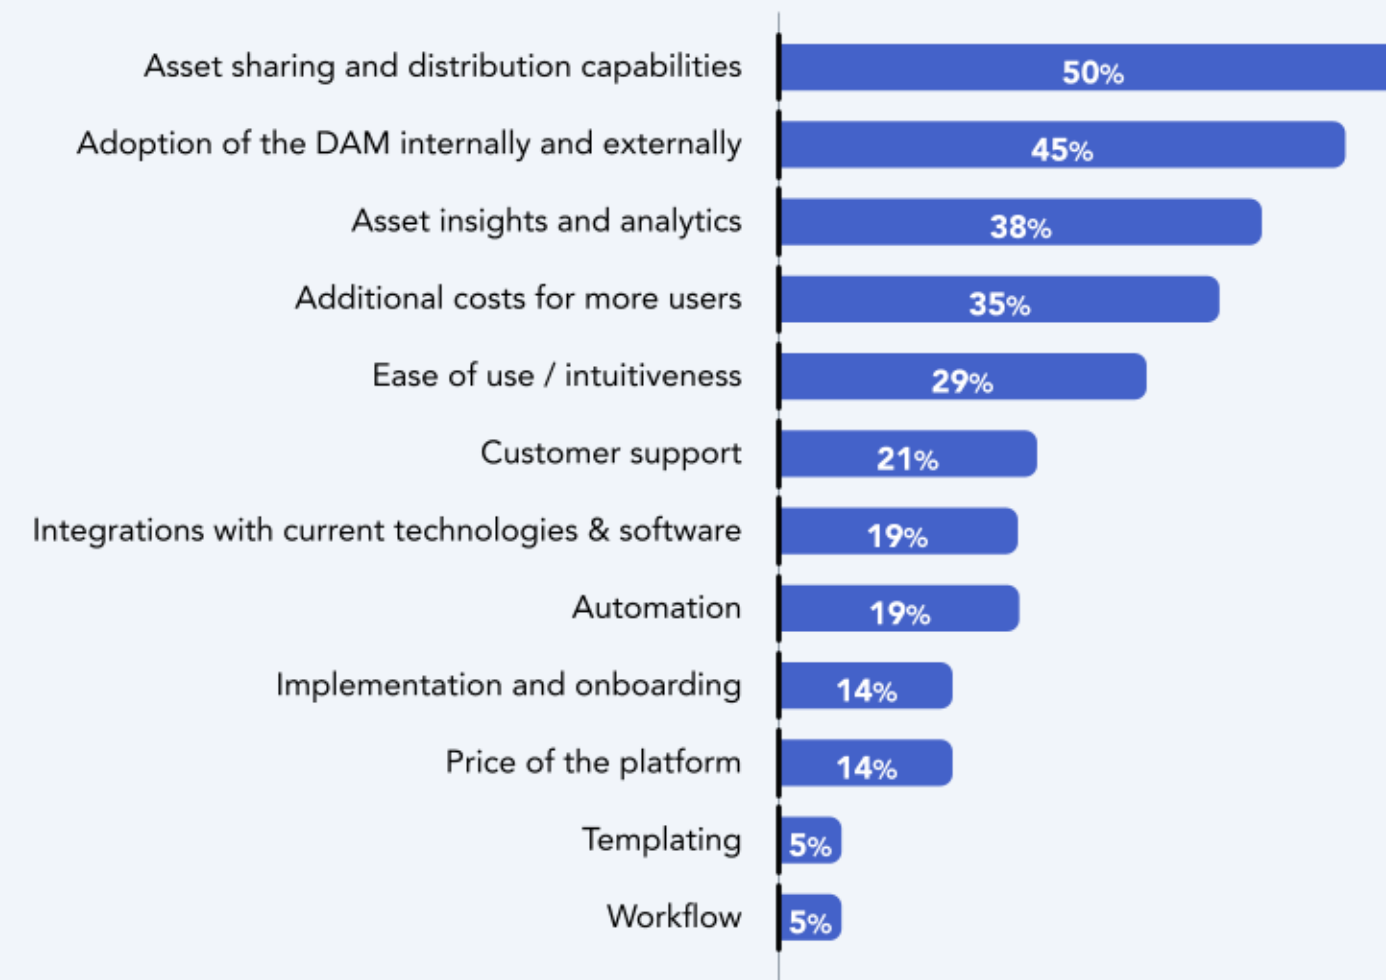 Asset sharing and distribution capabilities 50%
Adoption of the DAM internally and externally 45%
Asset insights and analytics 38%
Additional costs for more users 35%
Ease of use / intuitiveness 29%
Customer support 21%
Integrations with current technologies & software 19%
Automation 19%
Implementation and onboarding 14%
Price of the platform 14%
Templating 5%
Workflow 5%